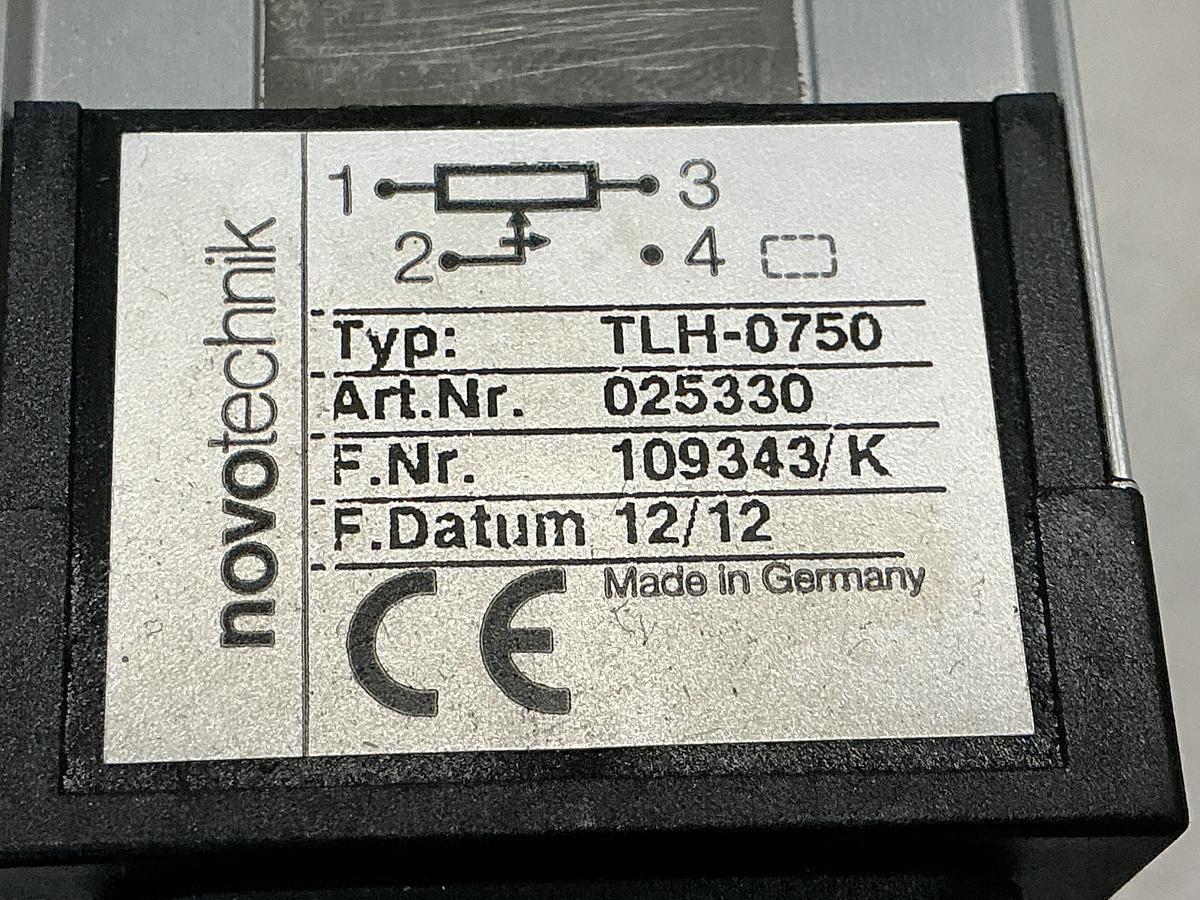 novotechnik
1 3
2 4
Typ: TLH-0750
Art.Nr. 025330
F.Nr. 109343/K
F.Datum 12/12
CE Made in Germany